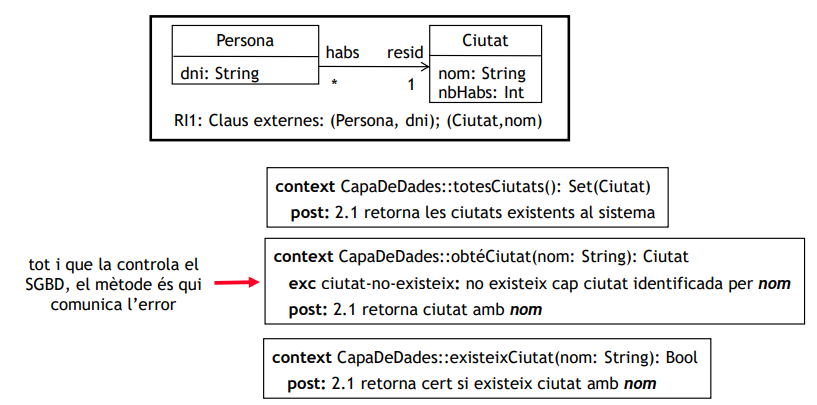 Persona
dni: String
habs
resid
*
1
Ciutat
nom: String
nbHabs: Int
RI1: Claus externes: (Persona, dni); (Ciutat,nom)
context CapaDeDades::totesCiutats(): Set(Ciutat)
post: 2.1 retorna les ciutats existents al sistema
tot i que la controla el
SGBD, el mètode és qui
comunica l'error
context CapaDeDades::obtéCiutat(nom: String): Ciutat
exc ciutat-no-existeix: no existeix cap ciutat identificada per nom
post: 2.1 retorna ciutat amb nom
context CapaDeDades::existeixCiutat(nom: String): Bool
post: 2.1 retorna cert si existeix ciutat amb nom